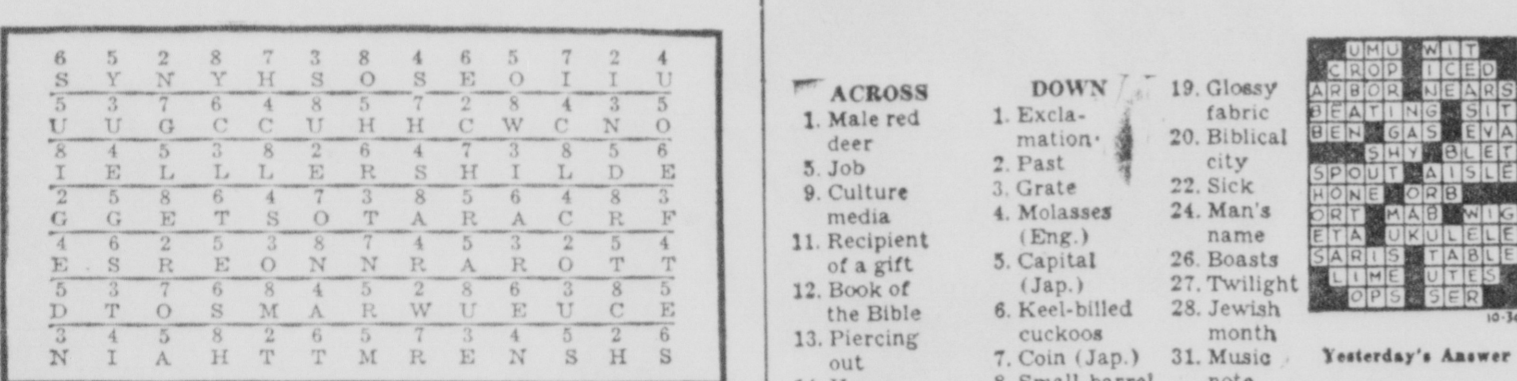 6 5 2 8 7 3 8 4 6 5 7 2 4
S Y N Y H S O S E O I I U
5 3 7 6 4 8 5 7 2 8 4 3 5
U U G C C U H H C W C N O
8 4 5 3 8 2 6 4 7 3 8 5 6
I E L L L E R S H I L D E
2 5 8 6 4 7 3 8 5 6 4 8 3
G G E T S O T A R A C R F
4 6 2 5 3 8 7 4 5 3 2 5 4
E S R E O N N R A R O T T
5 3 7 6 8 4 5 2 8 6 3 8 5
D T O S M A R W U E U C E
3 4 5 8 2 6 5 7 3 4 5 2 6
N I A H T T M R E N S H S
ACROSS
1. Male red
deer
5. Job
9. Culture
media
11. Recipient
of a gift
12. Book of
the Bible
13. Piercing
out
DOWN
1. Excla-
mation
2. Past
3. Grate
4. Molasses
(Eng.)
5. Capital
(Jap.)
6. Keel-billed
cuckoos
7. Coin (Jap.)
8. Small barrel
19. Glossy
fabric
20. Biblical
city
22. Sick
24. Man's
name
26. Boasts
27. Twilight
28. Jewish
month
31. Music
note
UMU WIT
CROP ICED
ARBOR NEARS
BEATING SIT
BEN GAS EVA
SHY BLET
SPOUT AISLE
HONE ORB
ORT MAB WIG
ETA UKULELE
SARIS TABLE
LIME UTES
OPS SER
Yesterday's Answer